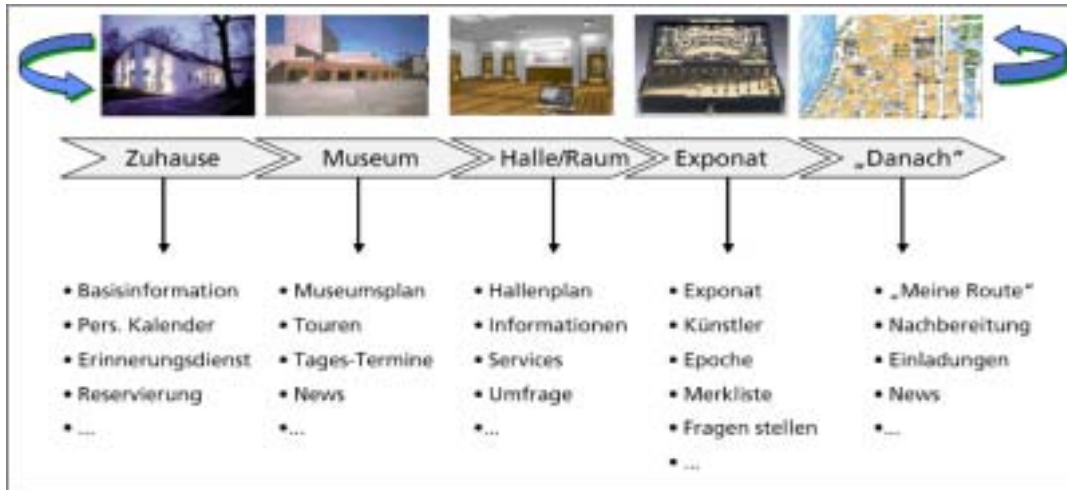 Zuhause
Museum
Halle/Raum
Exponat
„Danach“
• Basisinformation
• Pers. Kalender
• Erinnerungsdienst
• Reservierung
• ...
• Museumsplan
• Touren
• Tages-Termine
• News
•...
• Hallenplan
• Informationen
• Services
• Umfrage
•...
• Exponat
• Künstler
• Epoche
• Merkliste
• Fragen stellen
• ...
• „Meine Route“
• Nachbereitung
• Einladungen
• News
•...